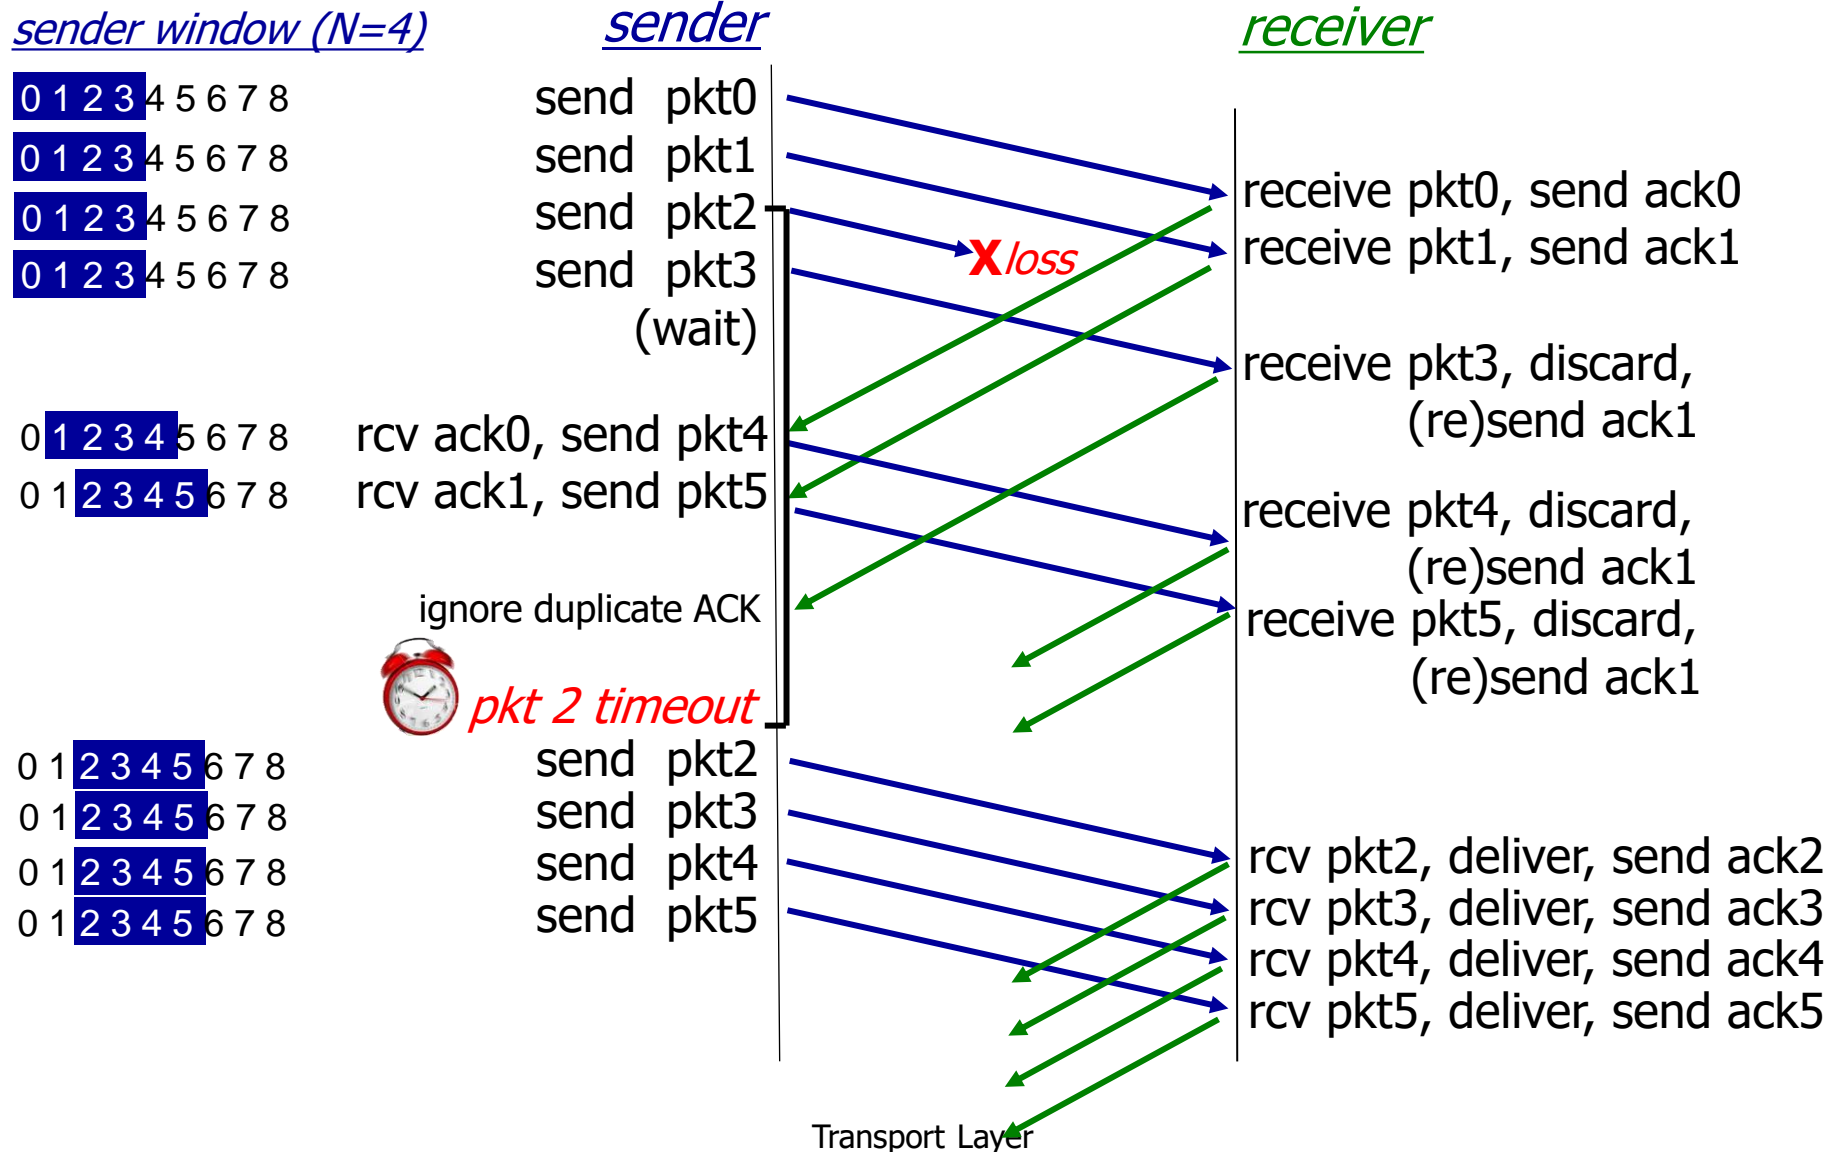 sender window (N=4) sender receiver
0 1 2 3 4 5 6 7 8 send pkt0
0 1 2 3 4 5 6 7 8 send pkt1
receive pkt0, send ack0
0 1 2 3 4 5 6 7 8 send pkt2
receive pkt1, send ack1
X loss
0 1 2 3 4 5 6 7 8 send pkt3
(wait)
receive pkt3, discard,
(re)send ack1
0 1 2 3 4 5 6 7 8 rcv ack0, send pkt4
0 1 2 3 4 5 6 7 8 rcv ack1, send pkt5
receive pkt4, discard,
(re)send ack1
ignore duplicate ACK
receive pkt5, discard,
(re)send ack1
pkt 2 timeout
0 1 2 3 4 5 6 7 8 send pkt2
0 1 2 3 4 5 6 7 8 send pkt3
0 1 2 3 4 5 6 7 8 send pkt4
rcv pkt2, deliver, send ack2
0 1 2 3 4 5 6 7 8 send pkt5
rcv pkt3, deliver, send ack3
rcv pkt4, deliver, send ack4
rcv pkt5, deliver, send ack5
Transport Layer